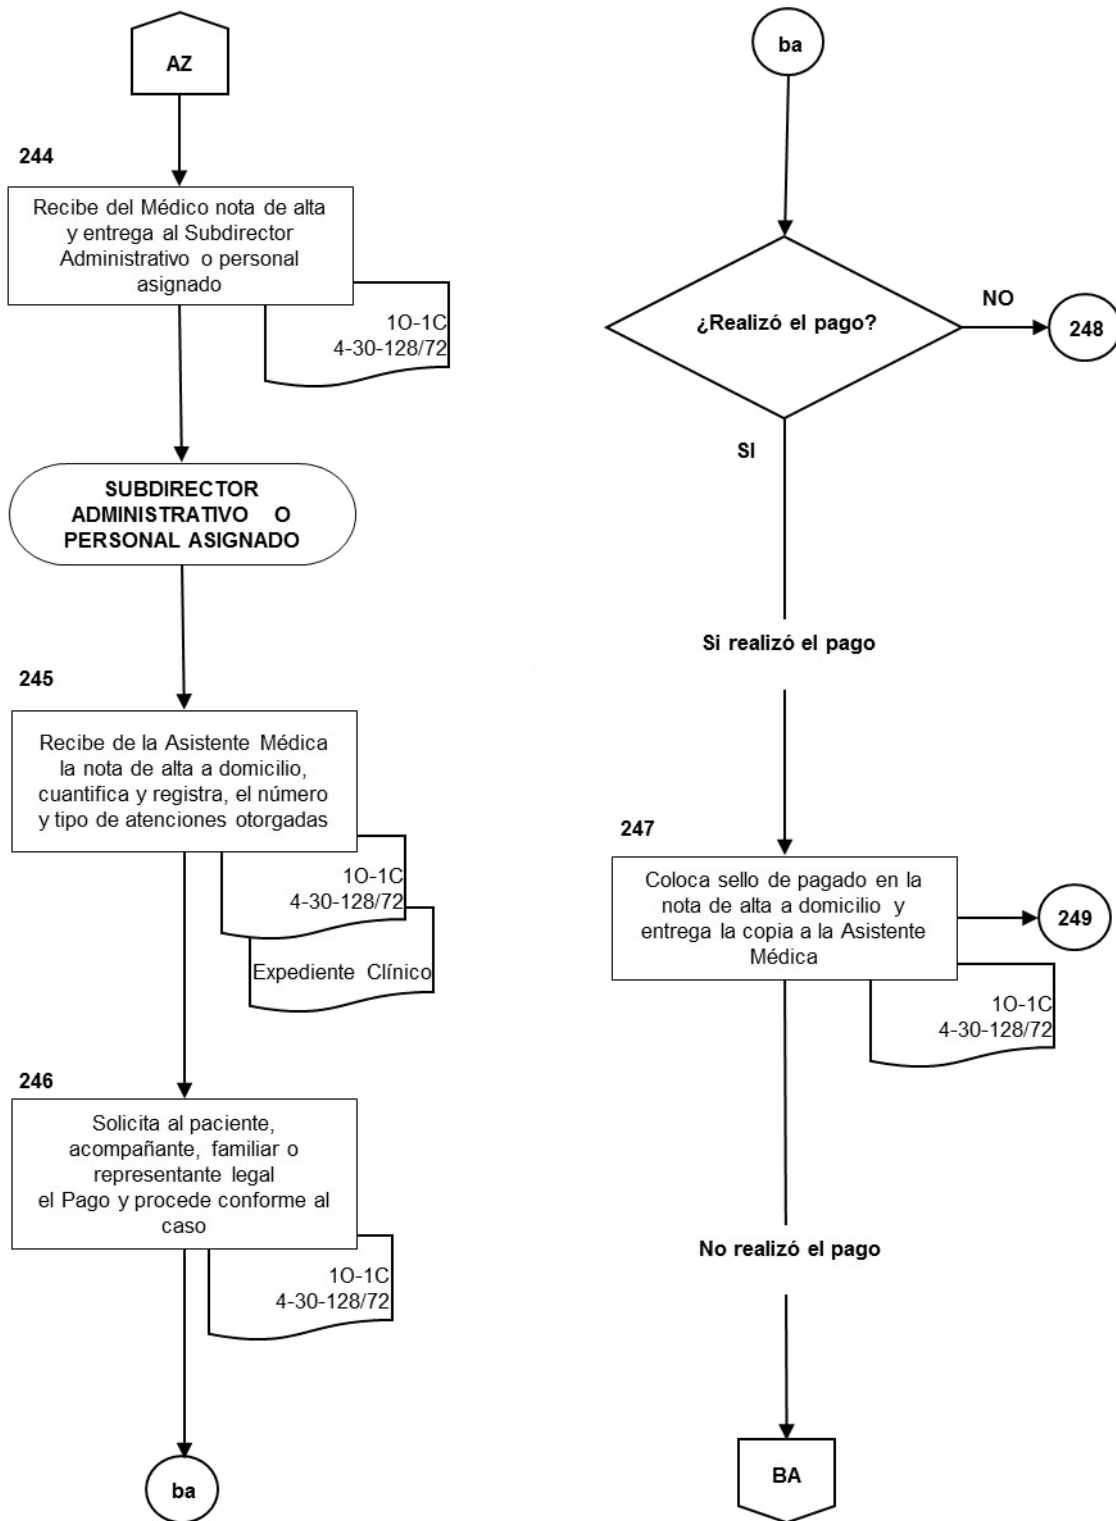 AZ
244
Recibe del Médico nota de alta
y entrega al Subdirector
Administrativo o personal
asignado
1O-1C
4-30-128/72
SUBDIRECTOR
ADMINISTRATIVO O
PERSONAL ASIGNADO
245
Recibe de la Asistente Médica
la nota de alta a domicilio,
cuantifica y registra, el número
y tipo de atenciones otorgadas
1O-1C
4-30-128/72
Expediente Clínico
246
Solicita al paciente,
acompañante, familiar o
representante legal
el Pago y procede conforme al
caso
1O-1C
4-30-128/72
ba
ba
¿Realizó el pago?
NO
248
SI
Si realizó el pago
247
Coloca sello de pagado en la
nota de alta a domicilio y
entrega la copia a la Asistente
Médica
249
1O-1C
4-30-128/72
No realizó el pago
BA